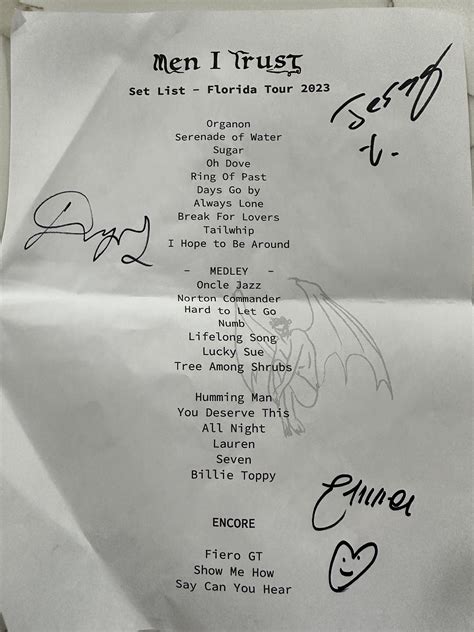 Men I Trust
Set List – Florida Tour 2023
Organon
Serenade of Water
Sugar
Oh Dove
Ring Of Past
Days Go by
Always Lone
Break For Lovers
Tailwhip
I Hope to Be Around
- MEDLEY -
Oncle Jazz
Norton Commander
Hard to Let Go
Numb
Lifelong Song
Lucky Sue
Tree Among Shrubs
Humming Man
You Deserve This
All Night
Lauren
Seven
Billie Toppy
Emma
ENCORE
Fiero GT
Show Me How
Say Can You Hear